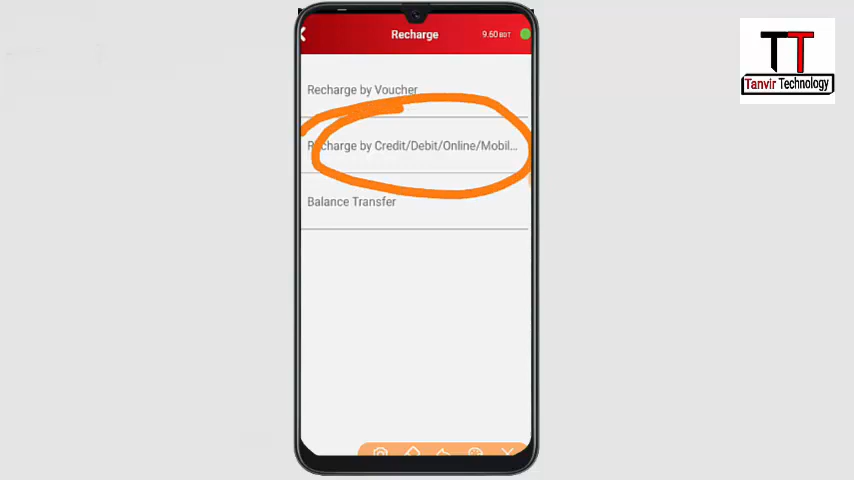 Recharge
9.60 BDT
Recharge by Voucher
Recharge by Credit/Debit/Online/Mobil...
Balance Transfer
TT
Tanvir Technology